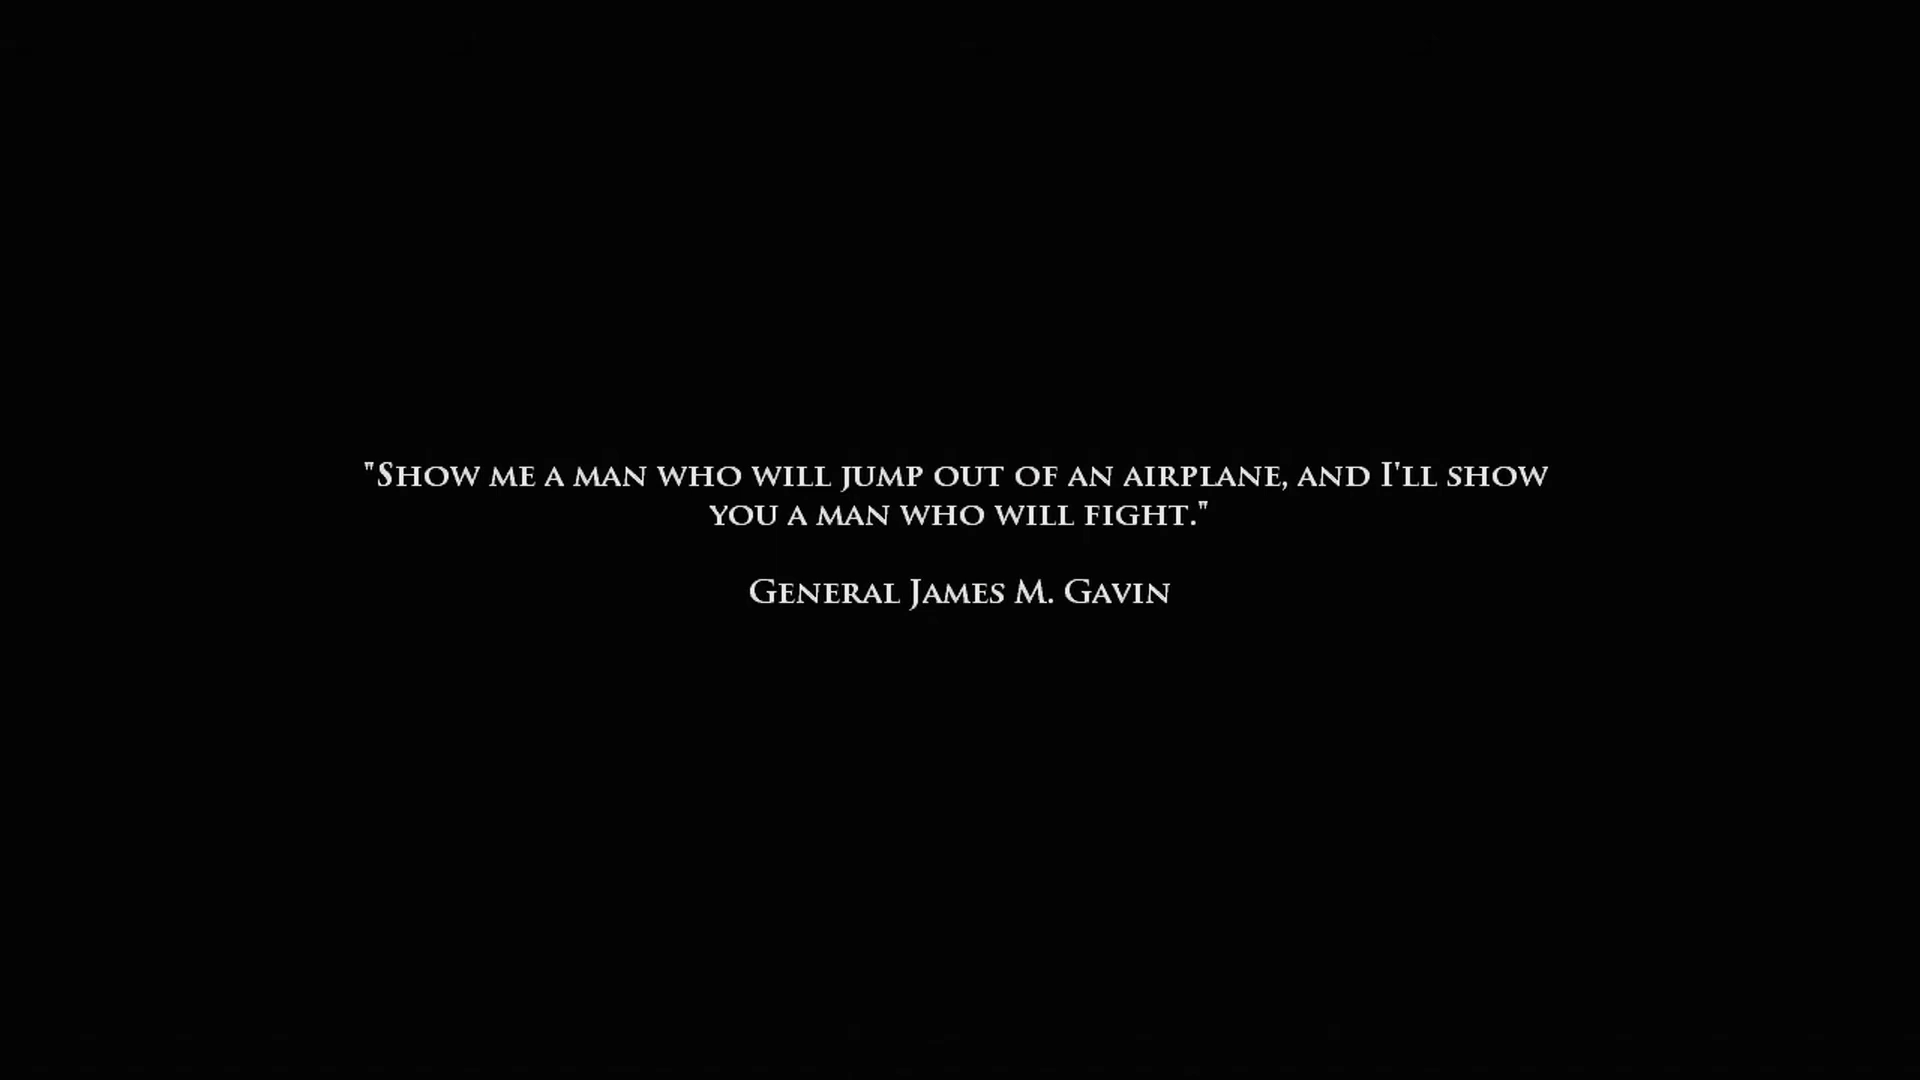 "Show me a man who will jump out of an airplane, and I'll show
you a man who will fight."
General James M. Gavin